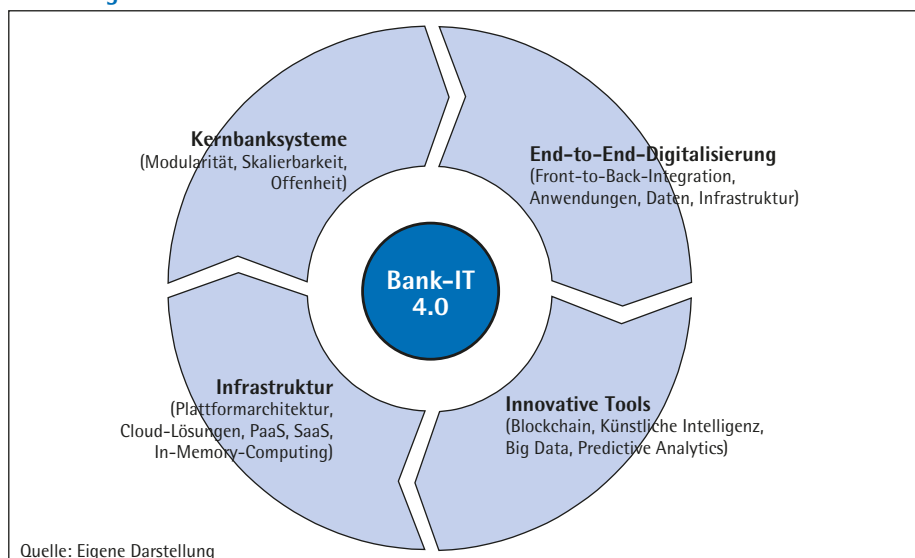 Kernbanksysteme
(Modularität, Skalierbarkeit,
Offenheit)
End-to-End-Digitalisierung
(Front-to-Back-Integration,
Anwendungen, Daten, Infrastruktur)
Bank-IT
4.0
Infrastruktur
(Plattformarchitektur,
Cloud-Lösungen, PaaS, SaaS,
In-Memory-Computing)
Innovative Tools
(Blockchain, Künstliche Intelligenz,
Big Data, Predictive Analytics)
Quelle: Eigene Darstellung